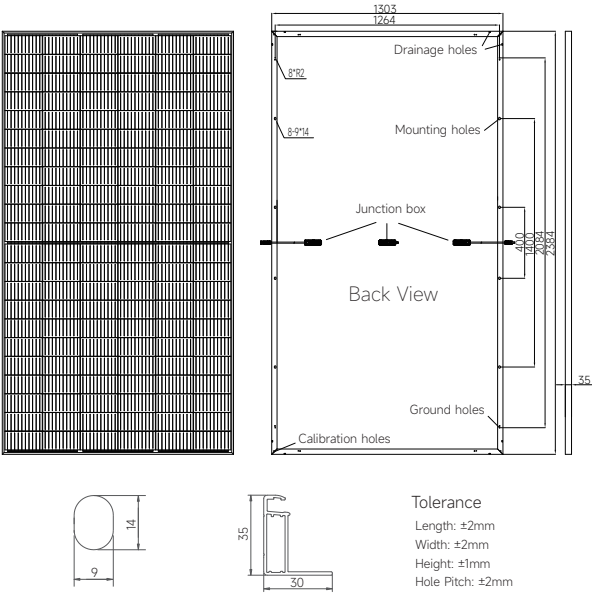 1303
1264
Drainage holes
8*R2
Mounting holes
8-9*14
Junction box
400
1400
2084
2384
Back View
35
Ground holes
Calibration holes
14
9
35
30
Tolerance
Length: ±2mm
Width: ±2mm
Height: ±1mm
Hole Pitch: ±2mm